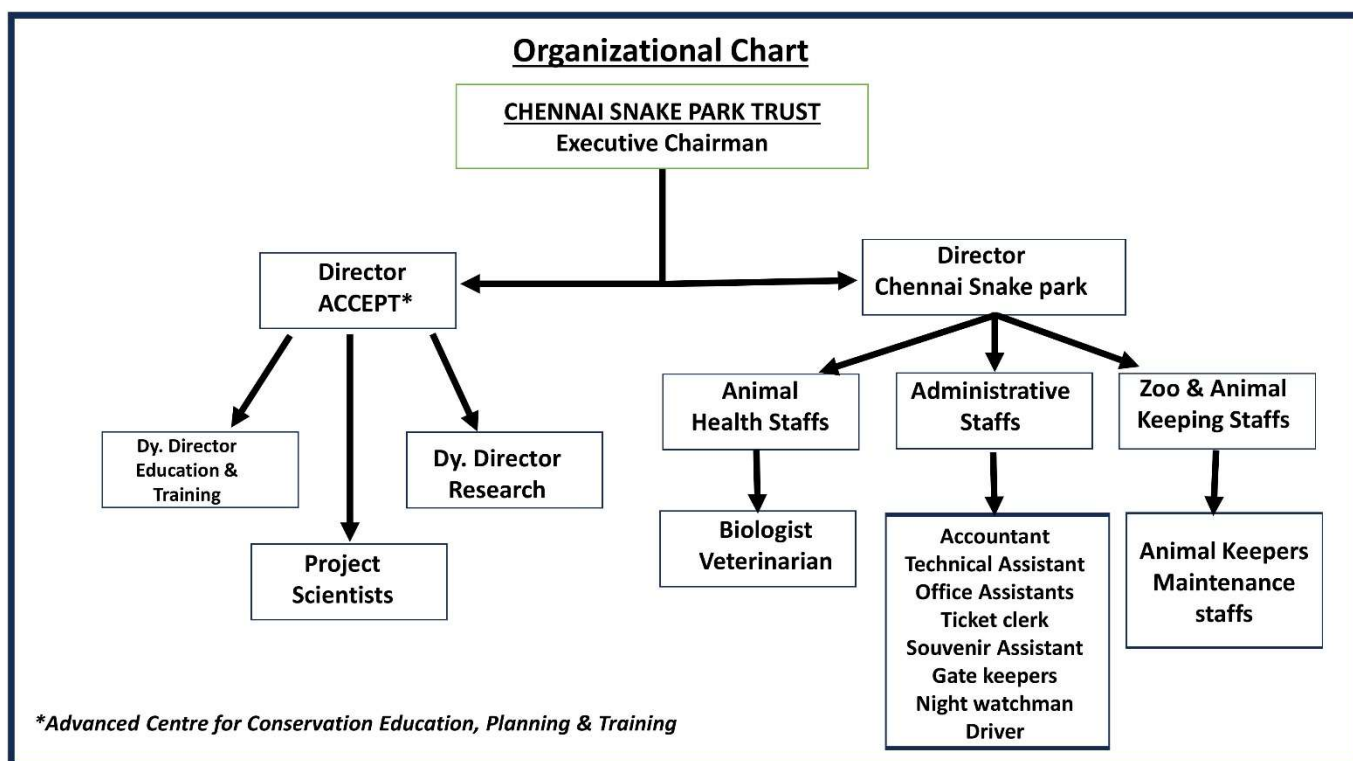 Organizational Chart
CHENNAI SNAKE PARK TRUST
Executive Chairman
Director
ACCEPT*
Director
Chennai Snake park
Dy. Director
Education &
Training
Project
Scientists
Dy. Director
Research
Animal
Health Staffs
Administrative
Staffs
Zoo & Animal
Keeping Staffs
Biologist
Veterinarian
Accountant
Technical Assistant
Office Assistants
Ticket clerk
Souvenir Assistant
Gate keepers
Night watchman
Driver
Animal Keepers
Maintenance
staffs
*Advanced Centre for Conservation Education, Planning & Training